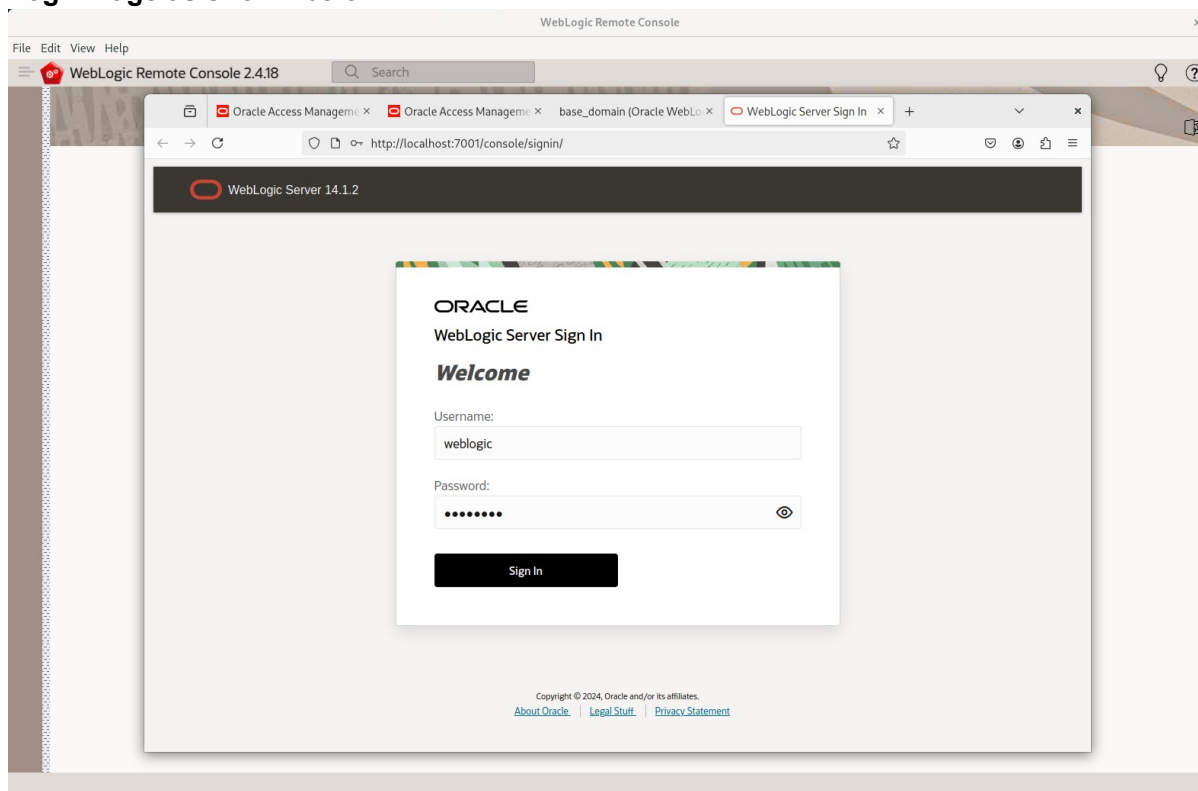 WebLogic Remote Console
File Edit View Help
WebLogic Remote Console 2.4.18
Search
Oracle Access Manageme
Oracle Access Manageme
base_domain (Oracle WebLo
WebLogic Server Sign In
http://localhost:7001/console/signin/
WebLogic Server 14.1.2
ORACLE
WebLogic Server Sign In
Welcome
Username:
weblogic
Password:
Sign In
Copyright © 2024, Oracle and/or its affiliates.
About Oracle | Legal Stuff | Privacy Statement